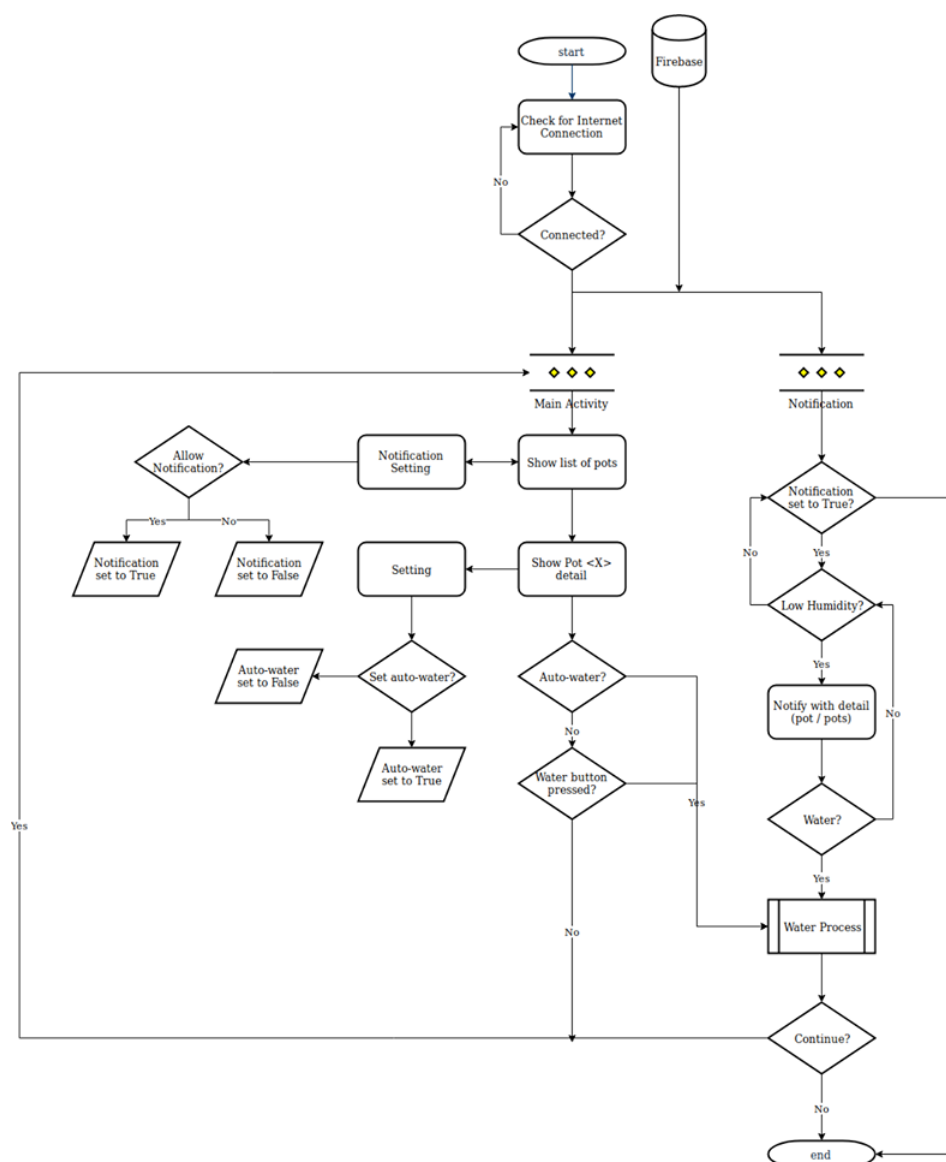 start
Firebase
Check for Internet
Connection
No
Connected?
Main Activity
Notification
Allow
Notification?
Notification
Setting
Show list of pots
Notification
set to True?
Yes
No
No
Yes
Notification
set to True
Notification
set to False
Setting
Show Pot <X>
detail
Low Humidity?
Yes
Auto-water
set to False
Set auto-water?
Auto-water?
Notify with detail
(pot / pots)
No
No
Auto-water
set to True
Water button
pressed?
Yes
Water?
Yes
Yes
No
Water Process
Continue?
No
end